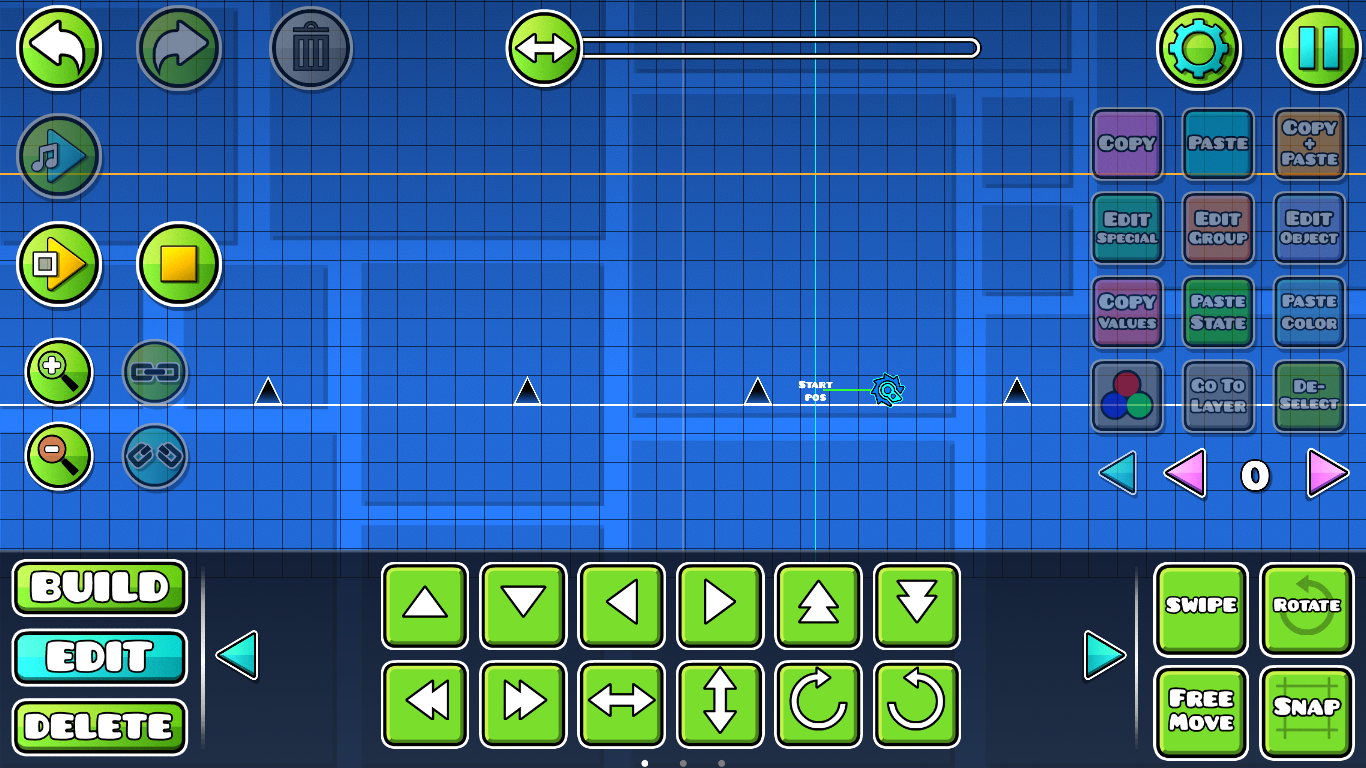 COPY
PASTE
COPY
+
PASTE
EDIT
SPECIAL
EDIT
GROUP
EDIT
OBJECT
COPY
VALUES
PASTE
STATE
PASTE
COLOR
START
POS
GO TO
LAYER
DE-
SELECT
0
BUILD
EDIT
DELETE
SWIPE
ROTATE
FREE
MOVE
SNAP